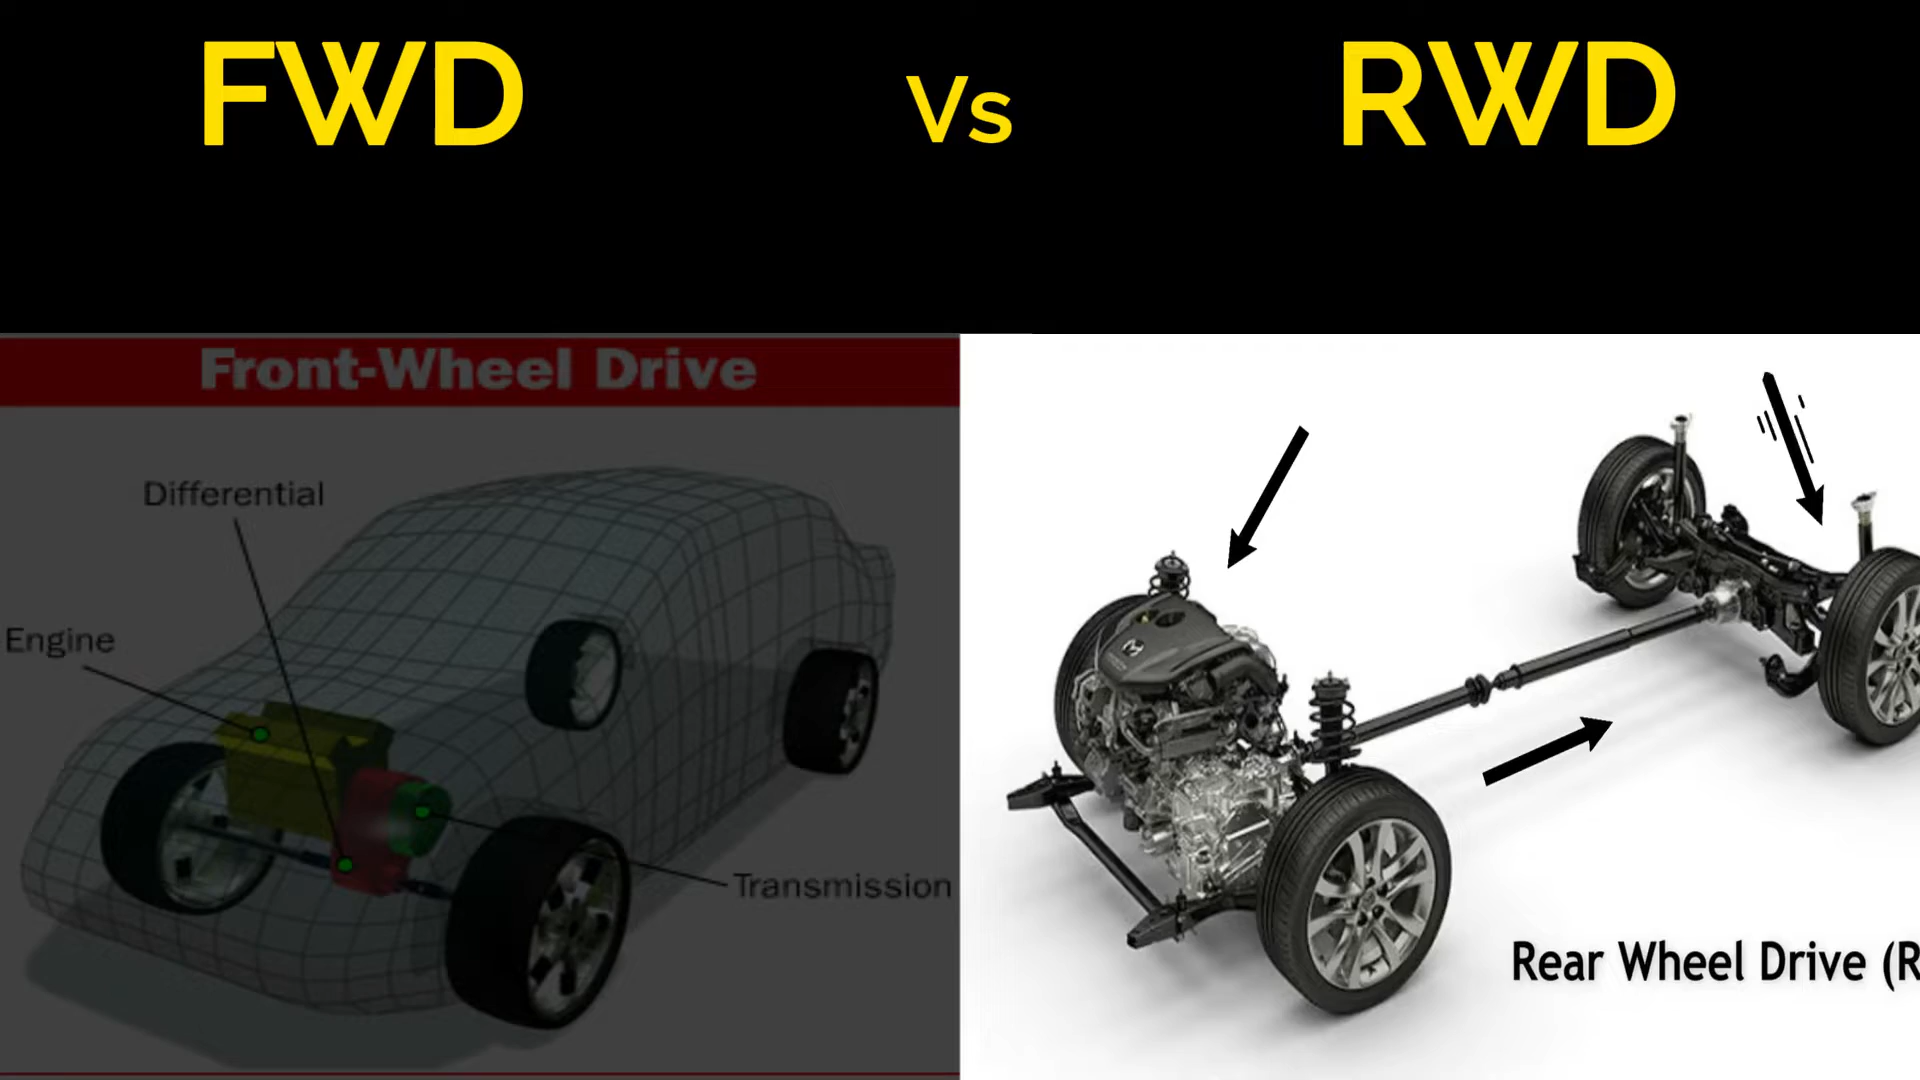 FWD
Vs
RWD
Front-Wheel Drive
Differential
Engine
Transmission
Rear Wheel Drive (R